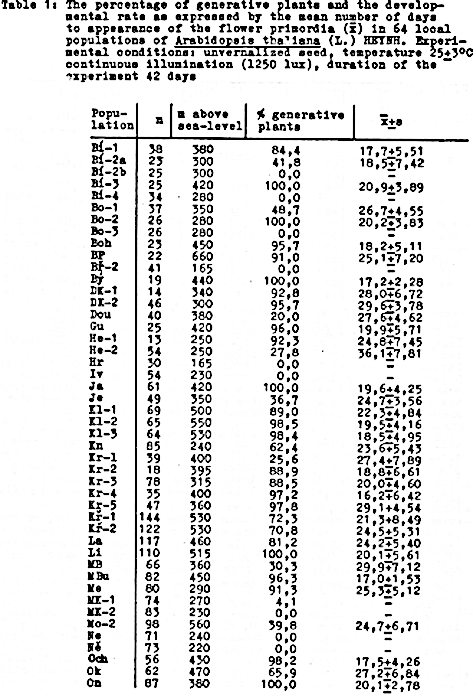 Table 1: The percentage of generative plants and the develop-
mental rate as expressed by the mean number of days
to appearance of the flower primordia (x̄) in 64 local
populations of Arabidopsis thaliana (L.) HEYNH. Experi-
mental conditions: unvernalized seed, temperature 25±3°C
continuous illumination (1250 lux), duration of the
experiment 42 days
Popu-lation n m above sea-level % generative plants x̄±s
Bí-1 38 380 84,4 17,7±5,51
Bí-2a 23 300 41,8 18,5±7,42
Bí-2b 25 300 0,0 –
Bí-3 25 420 100,0 20,9±3,89
Bí-4 34 280 0,0 –
Bo-1 37 350 48,7 26,7±4,55
Bo-2 26 280 100,0 20,2±3,83
Bo-3 26 280 0,0 –
Boh 23 450 95,7 18,2±5,11
BP 22 660 91,0 25,1±7,20
Bř-2 41 165 0,0 –
Bý 19 440 100,0 17,2±2,28
DK-1 14 340 92,8 28,0±6,72
DK-2 46 300 95,7 29,6±3,78
Dou 40 380 20,0 27,6±4,62
Gu 25 420 96,0 19,9±5,71
He-1 13 250 92,3 24,8±7,45
He-2 54 250 27,8 36,1±7,81
Hr 30 165 0,0 –
Iv 54 230 0,0 –
Ja 61 420 100,0 19,6±4,25
Je 49 350 36,7 24,7±3,56
Kl-1 69 500 89,0 22,3±4,84
Kl-2 65 550 98,5 19,5±4,16
Kl-3 64 530 98,4 18,5±4,95
Kn 85 240 62,4 23,6±5,43
Kr-1 39 400 25,6 27,4±7,89
Kr-2 18 395 88,9 18,8±6,61
Kr-3 78 315 88,5 20,0±4,60
Kr-4 35 400 97,2 16,2±6,42
Kr-5 47 360 97,8 29,1±4,54
Kř-1 144 530 72,3 21,3±8,49
Kř-2 122 530 70,8 24,5±5,31
La 117 460 81,2 24,2±5,40
Li 110 515 100,0 20,1±5,61
MB 66 360 30,3 29,9±7,12
MBu 82 450 96,3 17,0±1,53
Me 80 290 91,3 25,3±5,12
MK-1 74 270 4,1 –
MK-2 83 230 0,0 –
Mo-2 98 560 39,8 24,7±6,71
Ne 71 240 0,0 –
Ně 73 220 0,0 –
Och 56 430 98,2 17,5±4,26
Ok 62 470 65,9 27,2±6,84
On 87 380 100,0 20,1±2,78